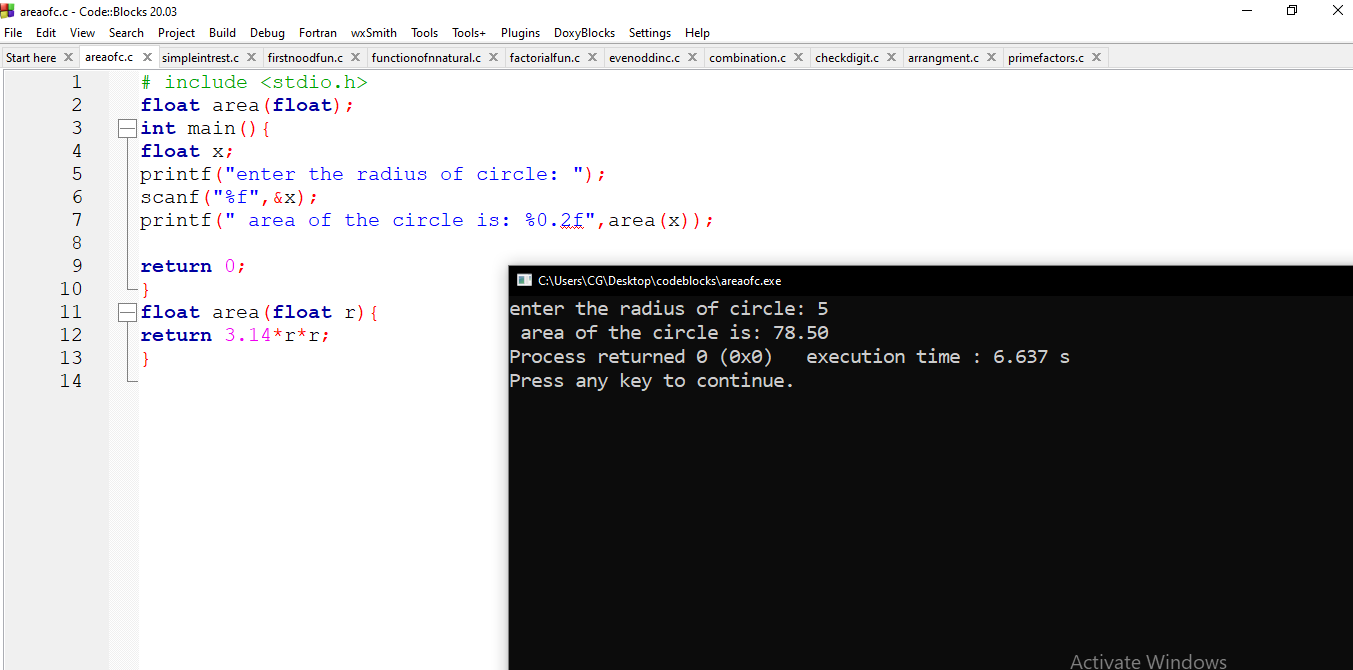 areaofc.c - Code::Blocks 20.03
File Edit View Search Project Build Debug Fortran wxSmith Tools Tools+ Plugins DoxyBlocks Settings Help
Start here areaofc.c simpleintrest.c firstnoodfun.c functionofnnatural.c factorialfun.c evenoddinc.c combination.c checkdigit.c arrangment.c primefactors.c
1 # include <stdio.h>
2 float area(float);
3 int main(){
4 float x;
5 printf("enter the radius of circle: ");
6 scanf("%f",&x);
7 printf(" area of the circle is: %0.2f",area(x));
8
9 return 0;
10 }
11 float area(float r){
12 return 3.14*r*r;
13 }
14
C:\Users\CG\Desktop\codeblocks\areaofc.exe
enter the radius of circle: 5
 area of the circle is: 78.50
Process returned 0 (0x0)   execution time : 6.637 s
Press any key to continue.
Activate Windows